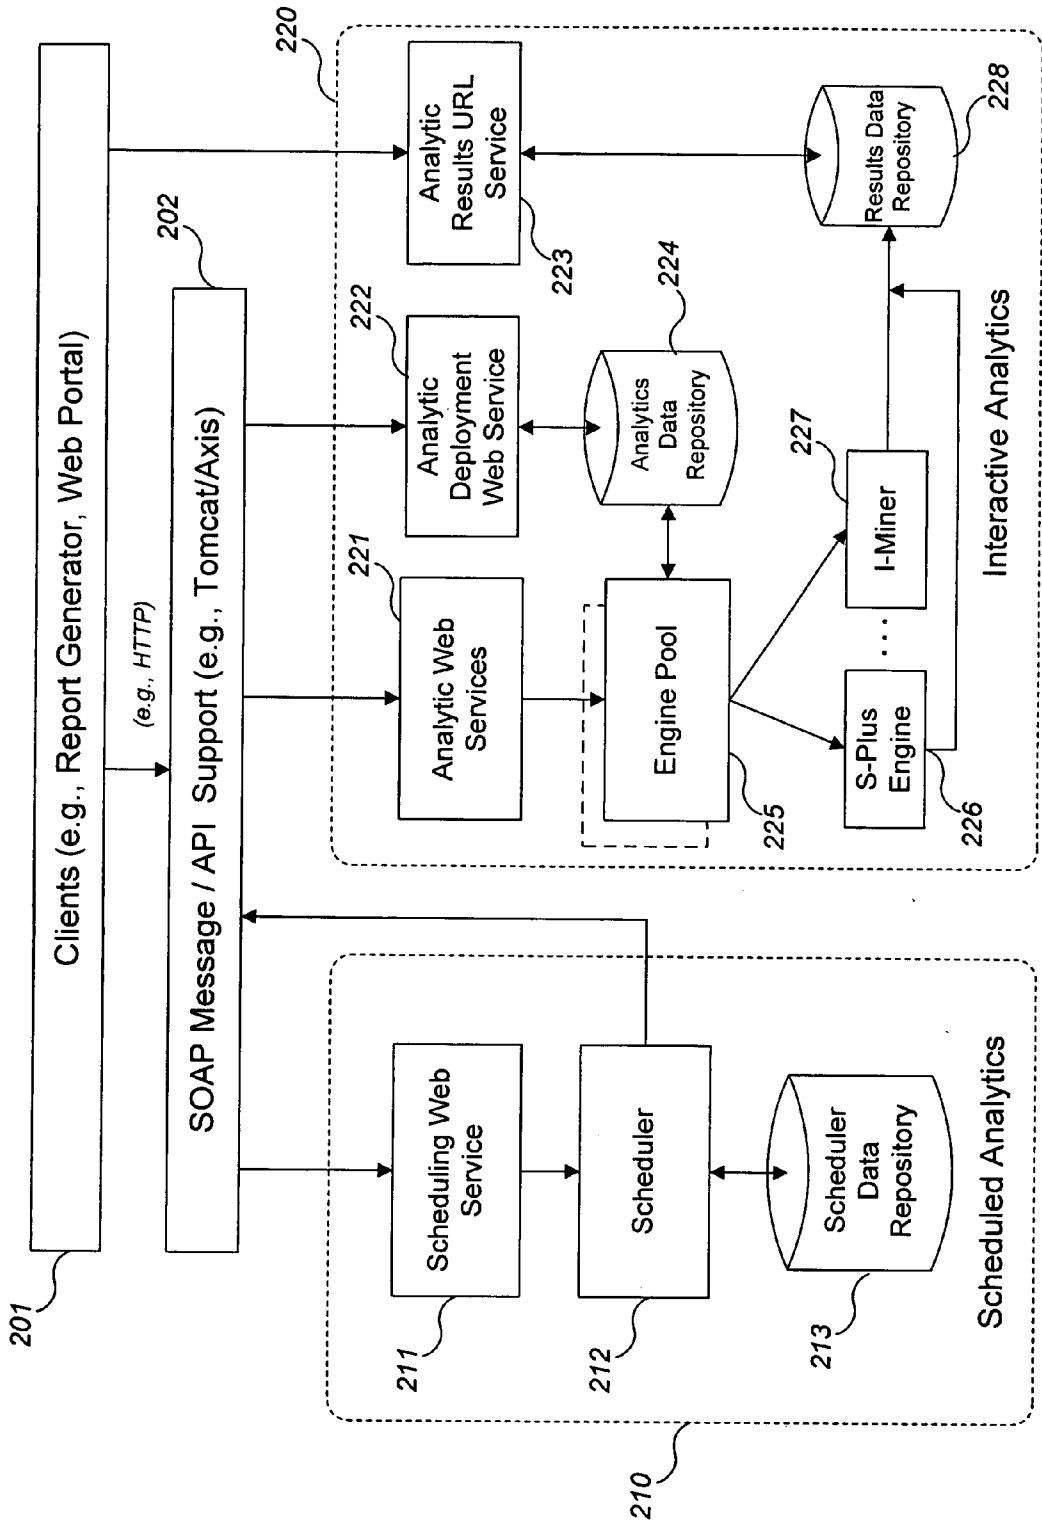 201
Clients (e.g., Report Generator, Web Portal)
(e.g., HTTP)
202
SOAP Message / API Support (e.g., Tomcat/Axis)
210
211
Scheduling Web
Service
212
Scheduler
213
Scheduler
Data
Repository
Scheduled Analytics
220
221
Analytic Web
Services
222
Analytic
Deployment
Web Service
223
Analytic
Results URL
Service
224
Analytics
Data
Repository
225
Engine Pool
226
S-Plus
Engine
. . .
227
I-Miner
228
Results Data
Repository
Interactive Analytics